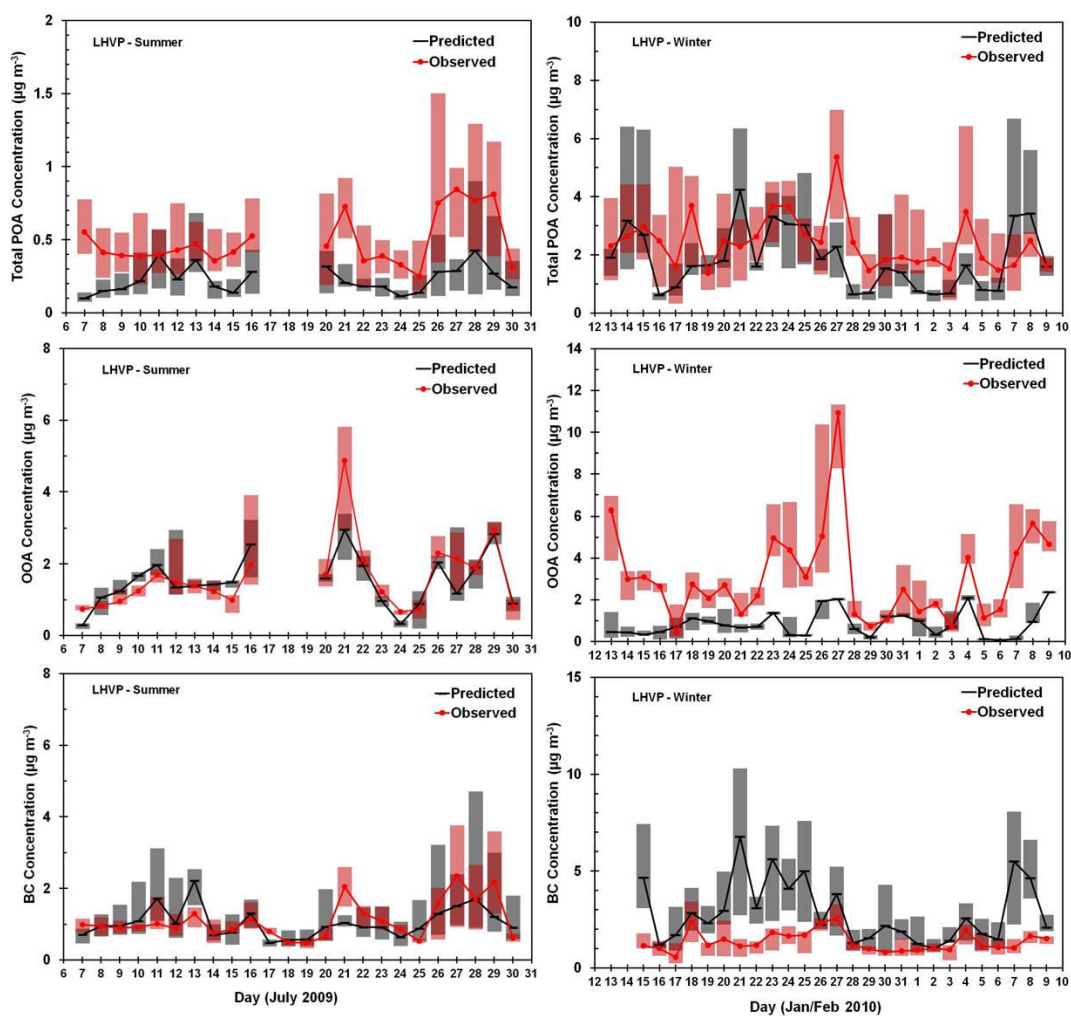 Total POA Concentration (µg m⁻³)
2
1.5
1
0.5
0
LHVP - Summer
Predicted
Observed
6 7 8 9 10 11 12 13 14 15 16 17 18 19 20 21 22 23 24 25 26 27 28 29 30 31
Total POA Concentration (µg m⁻³)
10
8
6
4
2
0
LHVP - Winter
Predicted
Observed
12 13 14 15 16 17 18 19 20 21 22 23 24 25 26 27 28 29 30 31 1 2 3 4 5 6 7 8 9 10
OOA Concentration (µg m⁻³)
8
6
4
2
0
LHVP - Summer
Predicted
Observed
6 7 8 9 10 11 12 13 14 15 16 17 18 19 20 21 22 23 24 25 26 27 28 29 30 31
OOA Concentration (µg m⁻³)
14
12
10
8
6
4
2
0
LHVP - Winter
Predicted
Observed
12 13 14 15 16 17 18 19 20 21 22 23 24 25 26 27 28 29 30 31 1 2 3 4 5 6 7 8 9 10
BC Concentration (µg m⁻³)
8
6
4
2
0
LHVP - Summer
Predicted
Observed
6 7 8 9 10 11 12 13 14 15 16 17 18 19 20 21 22 23 24 25 26 27 28 29 30 31
Day (July 2009)
BC Concentration (µg m⁻³)
15
10
5
0
LHVP - Winter
Predicted
Observed
12 13 14 15 16 17 18 19 20 21 22 23 24 25 26 27 28 29 30 31 1 2 3 4 5 6 7 8 9 10
Day (Jan/Feb 2010)